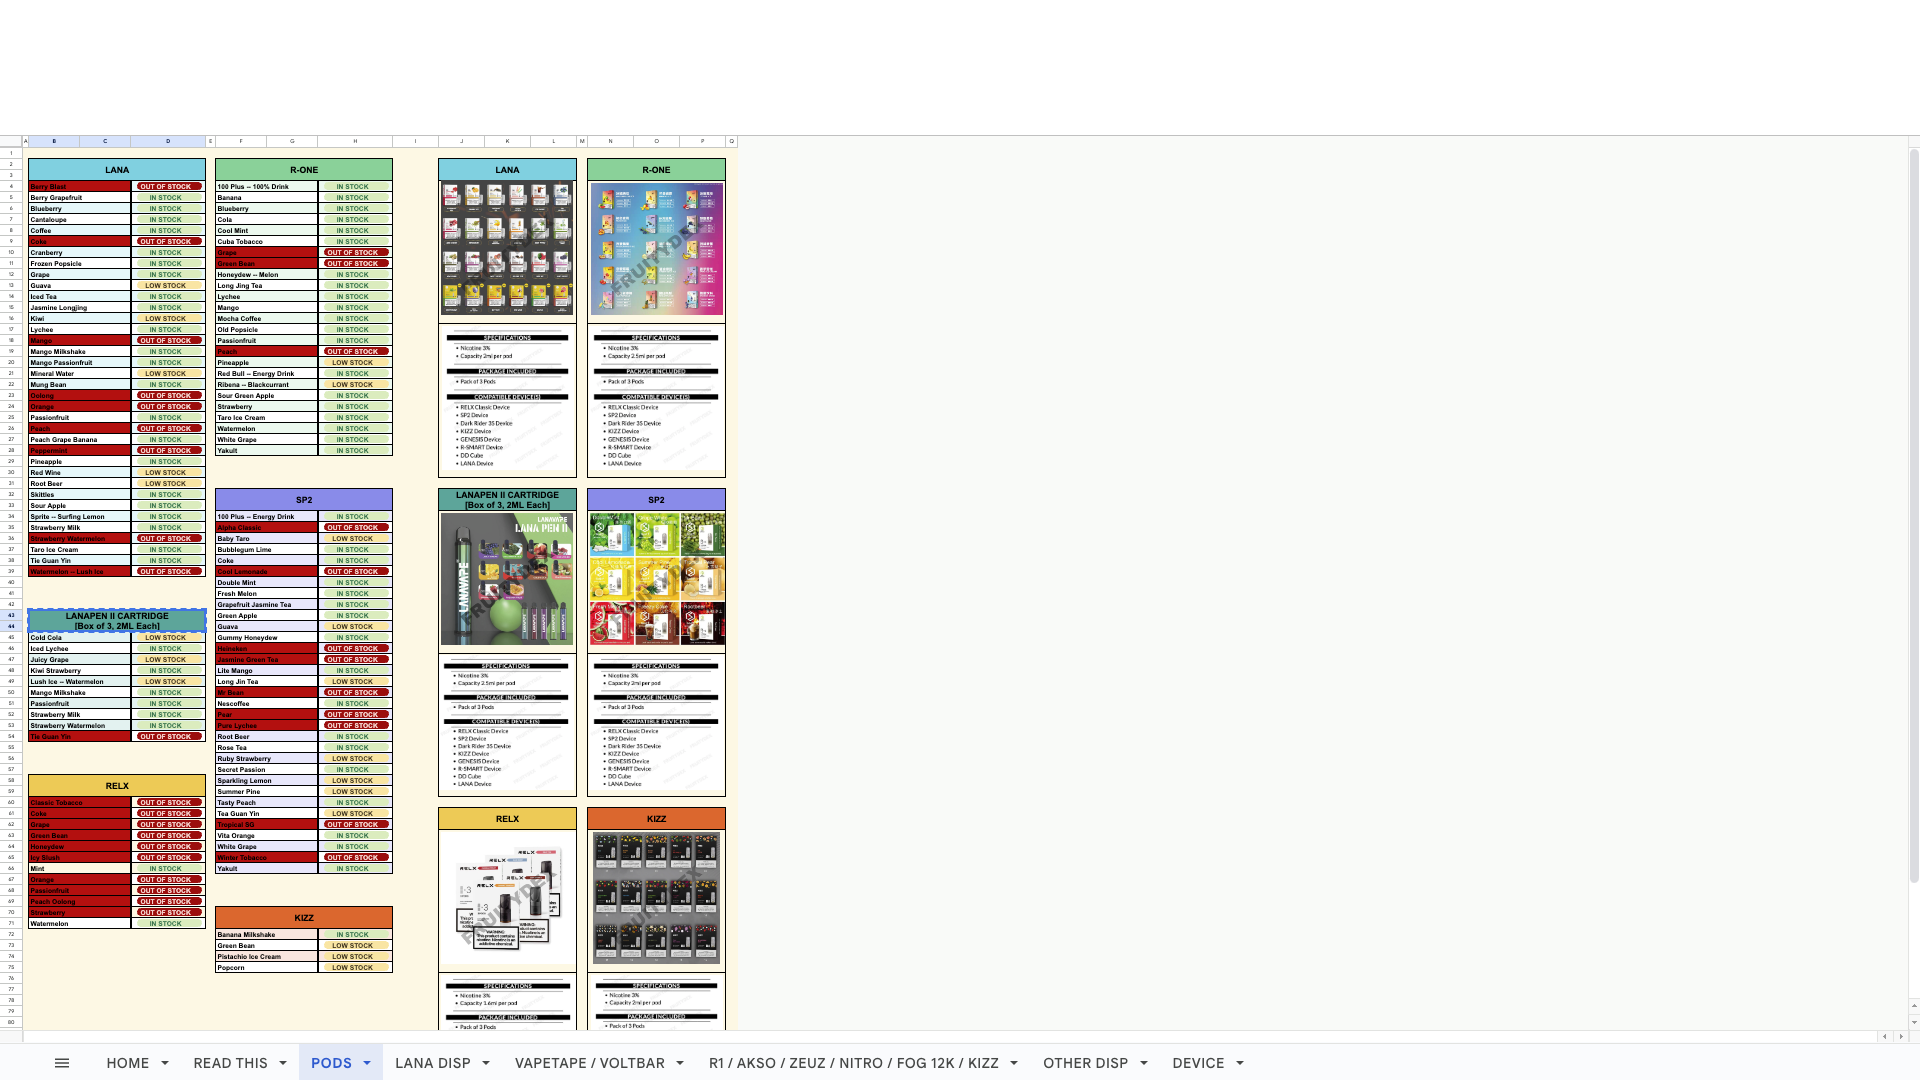 LANA
Berry Blast OUT OF STOCK
Berry Grapefruit IN STOCK
Blueberry IN STOCK
Cantaloupe IN STOCK
Coffee IN STOCK
Coke OUT OF STOCK
Cranberry IN STOCK
Frozen Popsicle IN STOCK
Grape IN STOCK
Guava LOW STOCK
Iced Tea IN STOCK
Jasmine Longjing IN STOCK
Kiwi LOW STOCK
Lychee IN STOCK
Mango OUT OF STOCK
Mango Milkshake IN STOCK
Mango Passionfruit IN STOCK
Mineral Water LOW STOCK
Mung Bean IN STOCK
Oolong OUT OF STOCK
Orange OUT OF STOCK
Passionfruit IN STOCK
Peach OUT OF STOCK
Peach Grape Banana IN STOCK
Peppermint OUT OF STOCK
Pineapple IN STOCK
Red Wine LOW STOCK
Root Beer LOW STOCK
Skittles IN STOCK
Sour Apple IN STOCK
Sprite -- Surfing Lemon IN STOCK
Strawberry Milk IN STOCK
Strawberry Watermelon OUT OF STOCK
Taro Ice Cream IN STOCK
Tie Guan Yin IN STOCK
Watermelon -- Lush Ice OUT OF STOCK
LANAPEN II CARTRIDGE
[Box of 3, 2ML Each]
Cold Cola LOW STOCK
Iced Lychee IN STOCK
Juicy Grape LOW STOCK
Kiwi Strawberry IN STOCK
Lush Ice -- Watermelon LOW STOCK
Mango Milkshake IN STOCK
Passionfruit IN STOCK
Strawberry Milk IN STOCK
Strawberry Watermelon IN STOCK
Tie Guan Yin OUT OF STOCK
RELX
Classic Tobacco OUT OF STOCK
Coke OUT OF STOCK
Grape OUT OF STOCK
Green Bean OUT OF STOCK
Honeydew OUT OF STOCK
Icy Slush OUT OF STOCK
Mint IN STOCK
Orange OUT OF STOCK
Passionfruit OUT OF STOCK
Peach Oolong OUT OF STOCK
Strawberry OUT OF STOCK
Watermelon IN STOCK
R-ONE
100 Plus -- 100% Drink IN STOCK
Banana IN STOCK
Blueberry IN STOCK
Cola IN STOCK
Cool Mint IN STOCK
Cuba Tobacco IN STOCK
Grape OUT OF STOCK
Green Bean OUT OF STOCK
Honeydew -- Melon IN STOCK
Long Jing Tea IN STOCK
Lychee IN STOCK
Mango IN STOCK
Mocha Coffee IN STOCK
Old Popsicle IN STOCK
Passionfruit IN STOCK
Peach OUT OF STOCK
Pineapple LOW STOCK
Red Bull -- Energy Drink IN STOCK
Ribena -- Blackcurrant LOW STOCK
Sour Green Apple IN STOCK
Strawberry IN STOCK
Taro Ice Cream IN STOCK
Watermelon IN STOCK
White Grape IN STOCK
Yakult IN STOCK
SP2
100 Plus -- Energy Drink IN STOCK
Alpha Classic OUT OF STOCK
Baby Taro LOW STOCK
Bubblegum Lime IN STOCK
Coke IN STOCK
Cool Lemonade OUT OF STOCK
Double Mint IN STOCK
Fresh Melon IN STOCK
Grapefruit Jasmine Tea IN STOCK
Green Apple IN STOCK
Guava LOW STOCK
Gummy Honeydew IN STOCK
Heineken OUT OF STOCK
Jasmine Green Tea OUT OF STOCK
Lite Mango IN STOCK
Long Jin Tea LOW STOCK
Mr Bean OUT OF STOCK
Nescoffee IN STOCK
Pear OUT OF STOCK
Pure Lychee OUT OF STOCK
Root Beer IN STOCK
Rose Tea IN STOCK
Ruby Strawberry LOW STOCK
Secret Passion IN STOCK
Sparkling Lemon LOW STOCK
Summer Pine LOW STOCK
Tasty Peach IN STOCK
Tea Guan Yin LOW STOCK
Tropical SG OUT OF STOCK
Vita Orange IN STOCK
White Grape IN STOCK
Winter Tobacco OUT OF STOCK
Yakult IN STOCK
KIZZ
Banana Milkshake IN STOCK
Green Bean LOW STOCK
Pistachio Ice Cream LOW STOCK
Popcorn LOW STOCK
LANA
SPECIFICATIONS
• Nicotine 3%
• Capacity 2ml per pod
PACKAGE INCLUDED
• Pack of 3 Pods
COMPATIBLE DEVICE(S)
• RELX Classic Device
• SP2 Device
• Dark Rider 3S Device
• KIZZ Device
• GENESIS Device
• R-SMART Device
• DD Cube
• LANA Device
R-ONE
FRUITYDEX
SPECIFICATIONS
• Nicotine 3%
• Capacity 2.5ml per pod
PACKAGE INCLUDED
• Pack of 3 Pods
COMPATIBLE DEVICE(S)
• RELX Classic Device
• SP2 Device
• Dark Rider 3S Device
• KIZZ Device
• GENESIS Device
• R-SMART Device
• DD Cube
• LANA Device
LANAPEN II CARTRIDGE
[Box of 3, 2ML Each]
LANAVAPE
LANA PEN II
LANAVAPE
SPECIFICATIONS
• Nicotine 3%
• Capacity 2.5ml per pod
PACKAGE INCLUDED
• Pack of 3 Pods
COMPATIBLE DEVICE(S)
• RELX Classic Device
• SP2 Device
• Dark Rider 3S Device
• KIZZ Device
• GENESIS Device
• R-SMART Device
• DD Cube
• LANA Device
SP2
SPECIFICATIONS
• Nicotine 3%
• Capacity 2ml per pod
PACKAGE INCLUDED
• Pack of 3 Pods
COMPATIBLE DEVICE(S)
• RELX Classic Device
• SP2 Device
• Dark Rider 3S Device
• KIZZ Device
• GENESIS Device
• R-SMART Device
• DD Cube
• LANA Device
RELX
RELX
RELX
RELX
RELX
FRUITYDEX
WARNING:
This product contains
nicotine. Nicotine is an
addictive chemical.
SPECIFICATIONS
• Nicotine 3%
• Capacity 1.6ml per pod
PACKAGE INCLUDED
• Pack of 3 Pods
KIZZ
SPECIFICATIONS
• Nicotine 3%
• Capacity 2ml per pod
PACKAGE INCLUDED
• Pack of 3 Pods
HOME READ THIS PODS LANA DISP VAPETAPE / VOLTBAR R1 / AKSO / ZEUZ / NITRO / FOG 12K / KIZZ OTHER DISP DEVICE